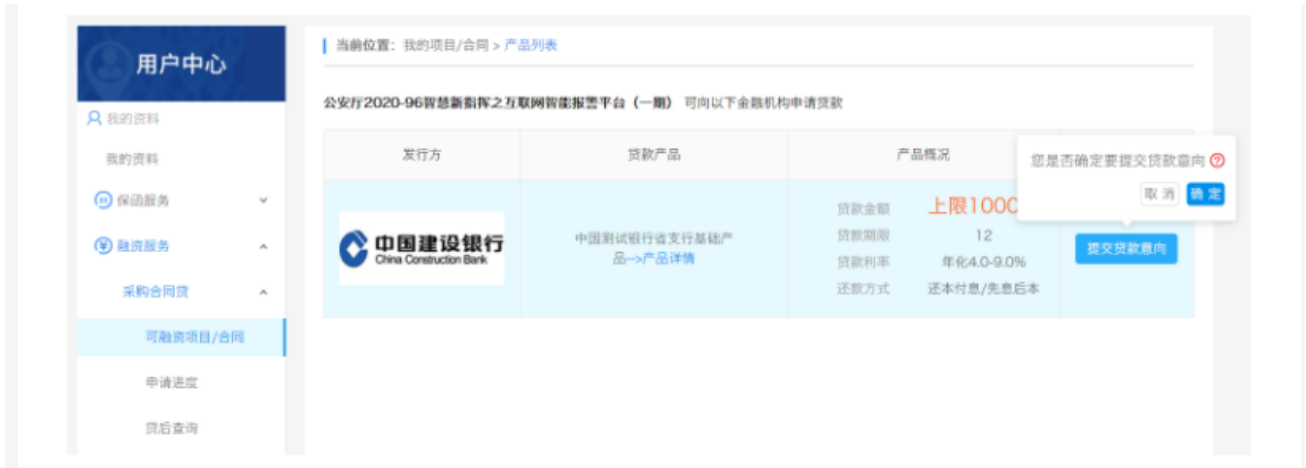 用户中心
当前位置：我的项目/合同 > 产品列表
公安厅2020-96智慧新指挥之互联网智能报警平台（一期） 可向以下金融机构申请贷款
我的资料
我的资料
保函服务
融资服务
采购合同贷
可融资项目/合同
申请进度
贷后查询
发行方
贷款产品
产品概况
您是否确定要提交贷款意向
取 消
确 定
中国建设银行
China Construction Bank
中国测试银行省支行基础产
品-->产品详情
贷款金额 上限1000
贷款期限 12
贷款利率 年化4.0-9.0%
还款方式 还本付息/先息后本
提交贷款意向